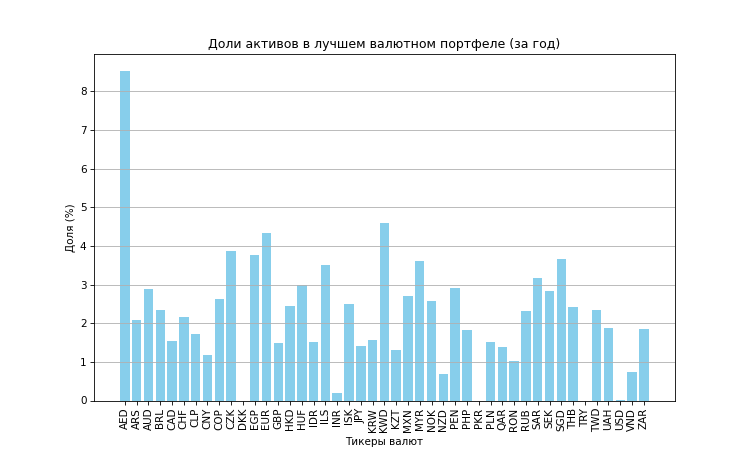 Доли активов в лучшем валютном портфеле (за год)
Доля (%)
8
7
6
5
4
3
2
1
0
AED ARS AUD BRL CAD CHF CLP CNY COP CZK DKK EGP EUR GBP HKD HUF IDR ILS INR ISK JPY KRW KWD KZT MXN MYR NOK NZD PEN PHP PKR PLN QAR RON RUB SAR SEK SGD THB TRY TWD UAH USD VND ZAR
Тикеры валют